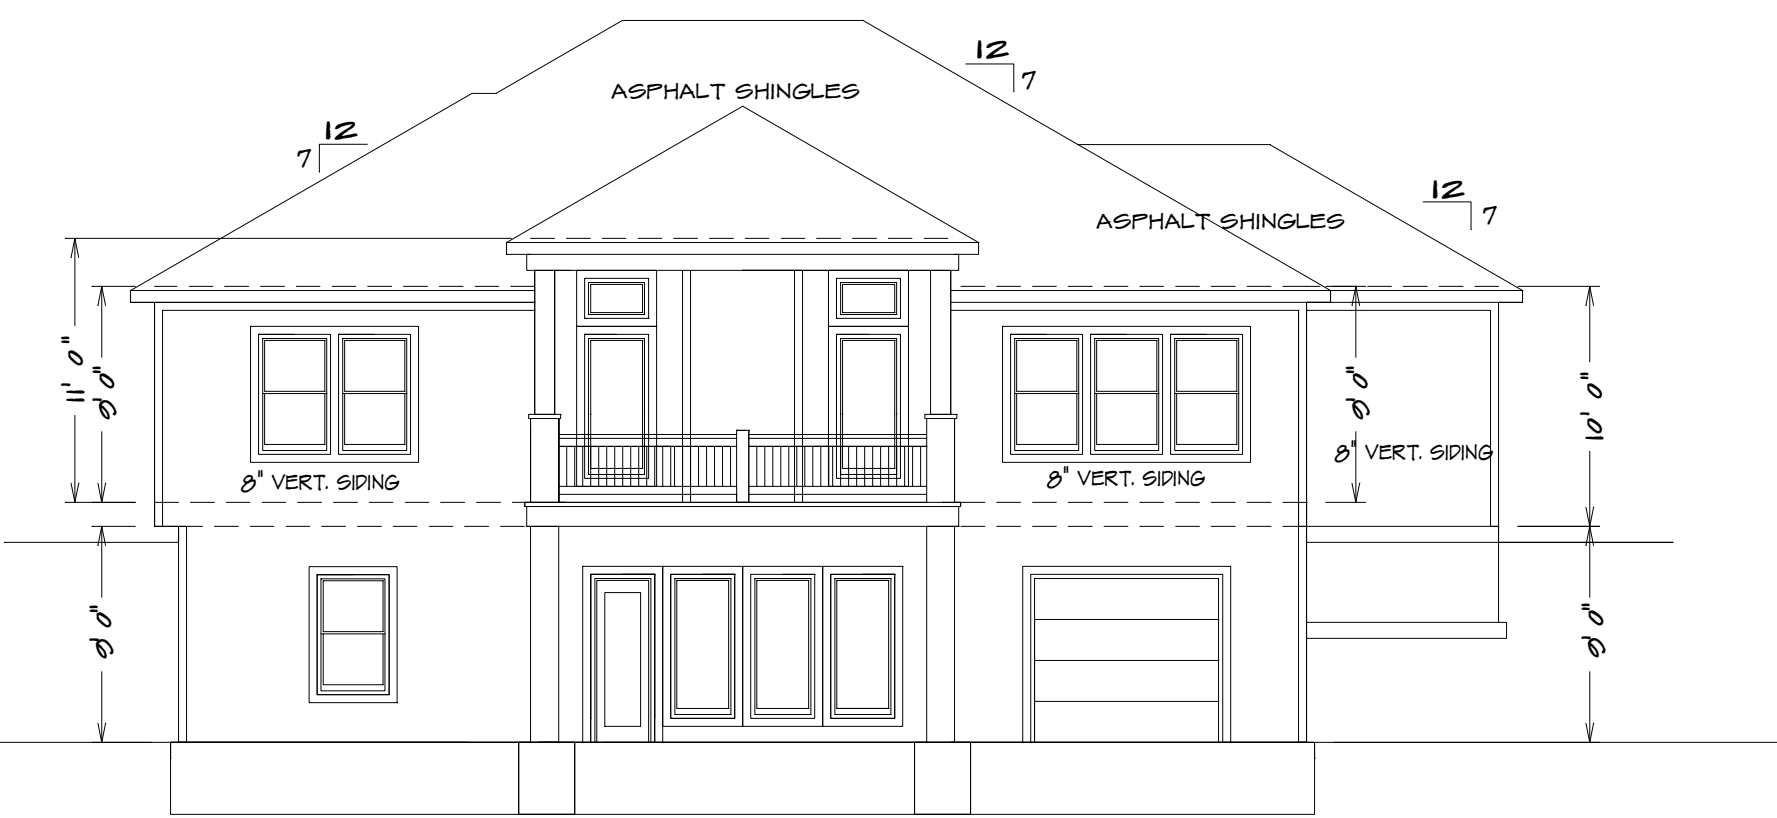 12
7
ASPHALT SHINGLES
12
7
12
7
ASPHALT SHINGLES
11' 0"
9' 0"
9' 0"
10' 0"
8" VERT. SIDING
8" VERT. SIDING
8" VERT. SIDING
9' 0"
9' 0"